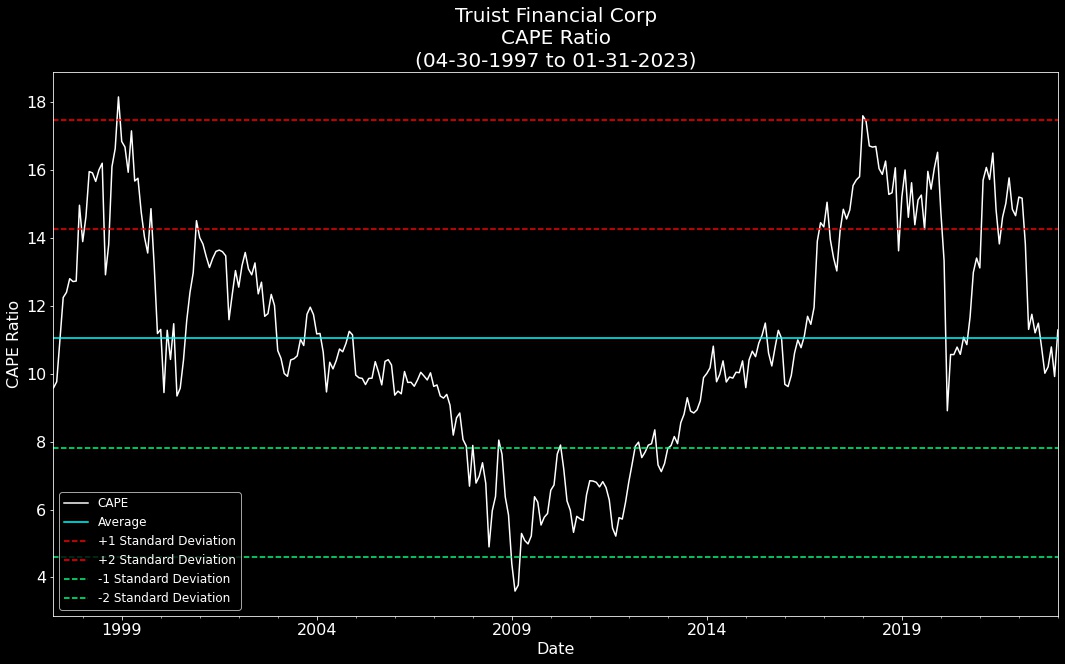 Truist Financial Corp
CAPE Ratio
(04-30-1997 to 01-31-2023)
CAPE Ratio
18
16
14
12
10
8
6
4
CAPE
Average
+1 Standard Deviation
+2 Standard Deviation
-1 Standard Deviation
-2 Standard Deviation
1999
2004
2009
2014
2019
Date